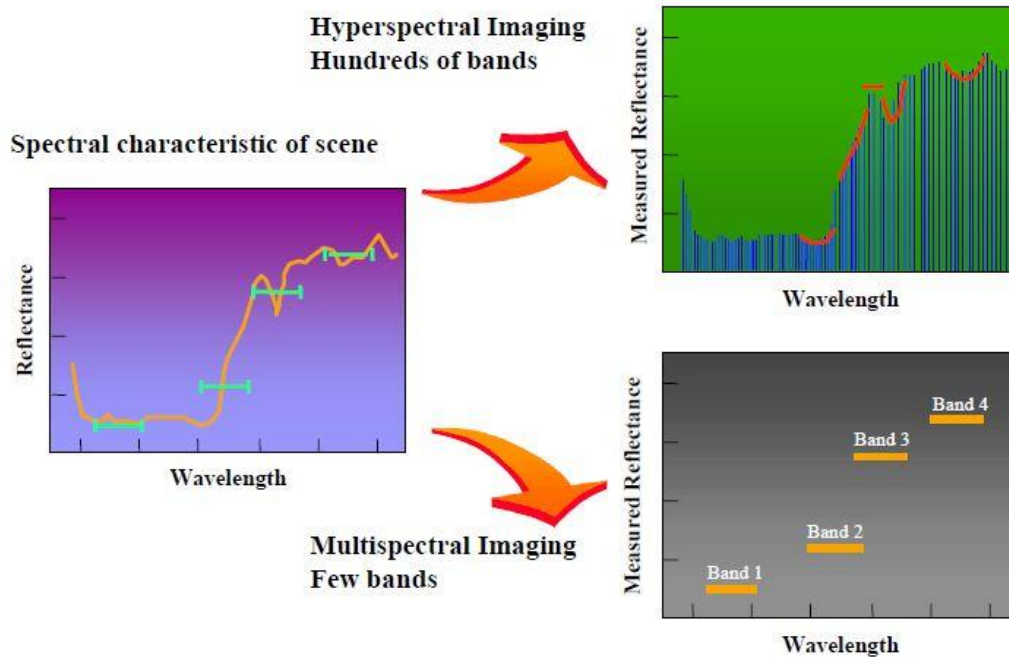 Hyperspectral Imaging
Hundreds of bands
Spectral characteristic of scene
Reflectance
Wavelength
Measured Reflectance
Wavelength
Multispectral Imaging
Few bands
Measured Reflectance
Band 1
Band 2
Band 3
Band 4
Wavelength